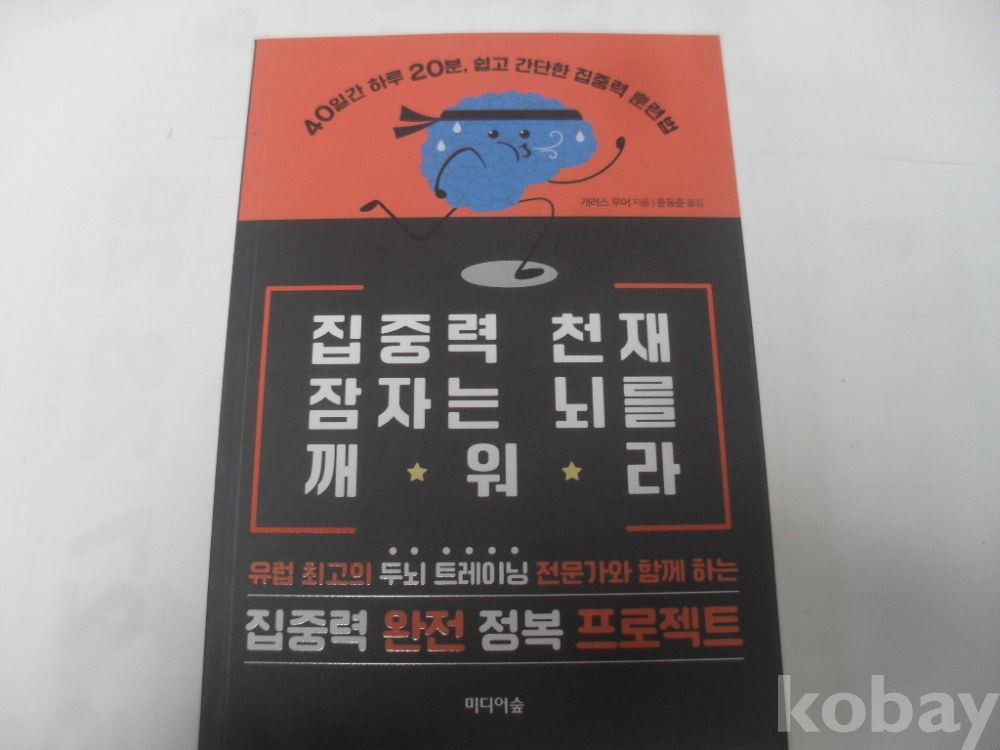 40일간 하루 20분, 쉽고 간단한 집중력 훈련법
개러스 무어 지음 | 윤동준 옮김
집중력 천재
잠자는 뇌를
깨워라
유럽 최고의 두뇌 트레이닝 전문가와 함께 하는
집중력 완전 정복 프로젝트
미디어숲
kobay